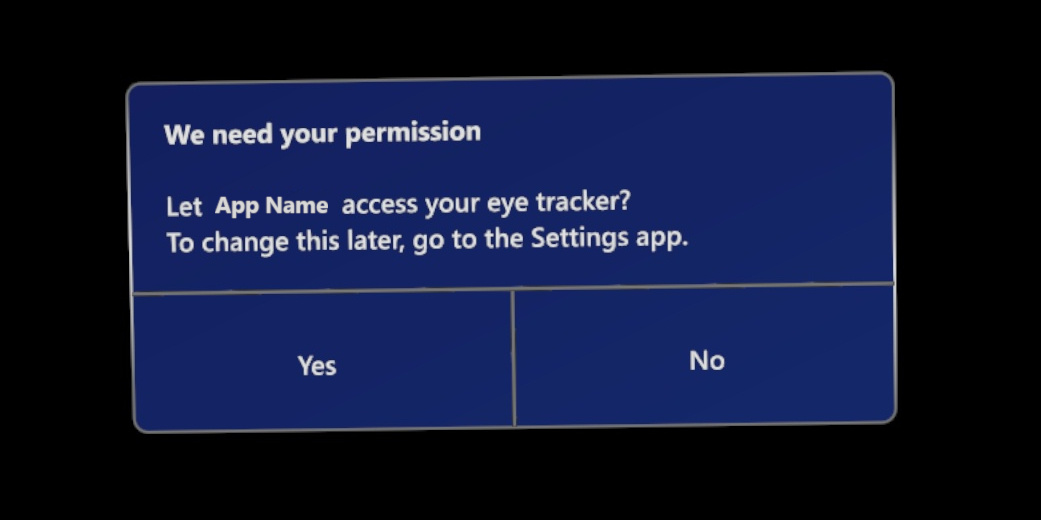 We need your permission
Let App Name access your eye tracker?
To change this later, go to the Settings app.
Yes
No